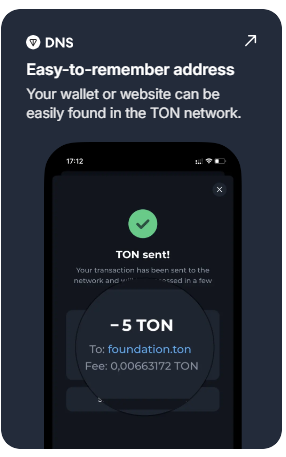 DNS
Easy-to-remember address
Your wallet or website can be
easily found in the TON network.
17:12
TON sent!
Your transaction has been sent to the
network and will in a few
− 5 TON
To: foundation.ton
Fee: 0,00663172 TON